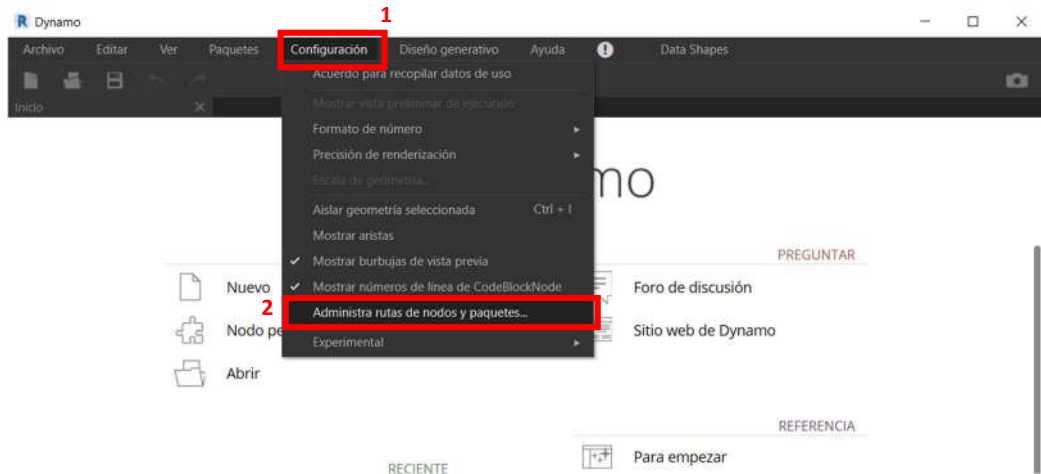 R Dynamo
1
Archivo Editar Ver Paquetes Configuración Diseño generativo Ayuda ! Data Shapes
Acuerdo para recopilar datos de uso
Inicio
Mostrar vista preliminar de ejecución
Formato de número
Precisión de renderización
Escala de geometría...
mo
Aislar geometría seleccionada Ctrl + I
Mostrar aristas
Mostrar burbujas de vista previa
PREGUNTAR
Nuevo
Mostrar números de línea de CodeBlockNode
Foro de discusión
2
Administra rutas de nodos y paquetes...
Nodo pe
Sitio web de Dynamo
Experimental
Abrir
REFERENCIA
Para empezar
RECIENTE